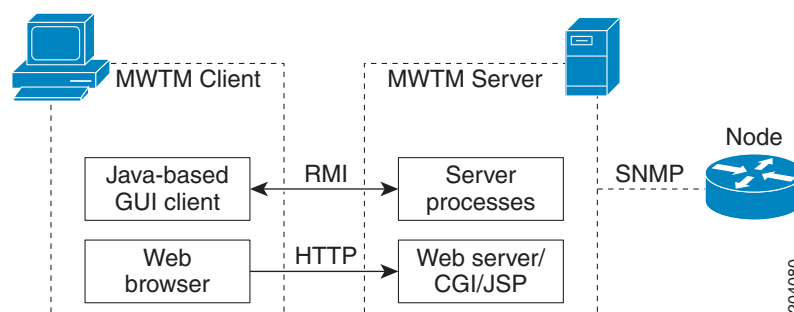 MWTM Client
MWTM Server
Node
Java-based
GUI client
RMI
Server
processes
SNMP
Web
browser
HTTP
Web server/
CGI/JSP
204080